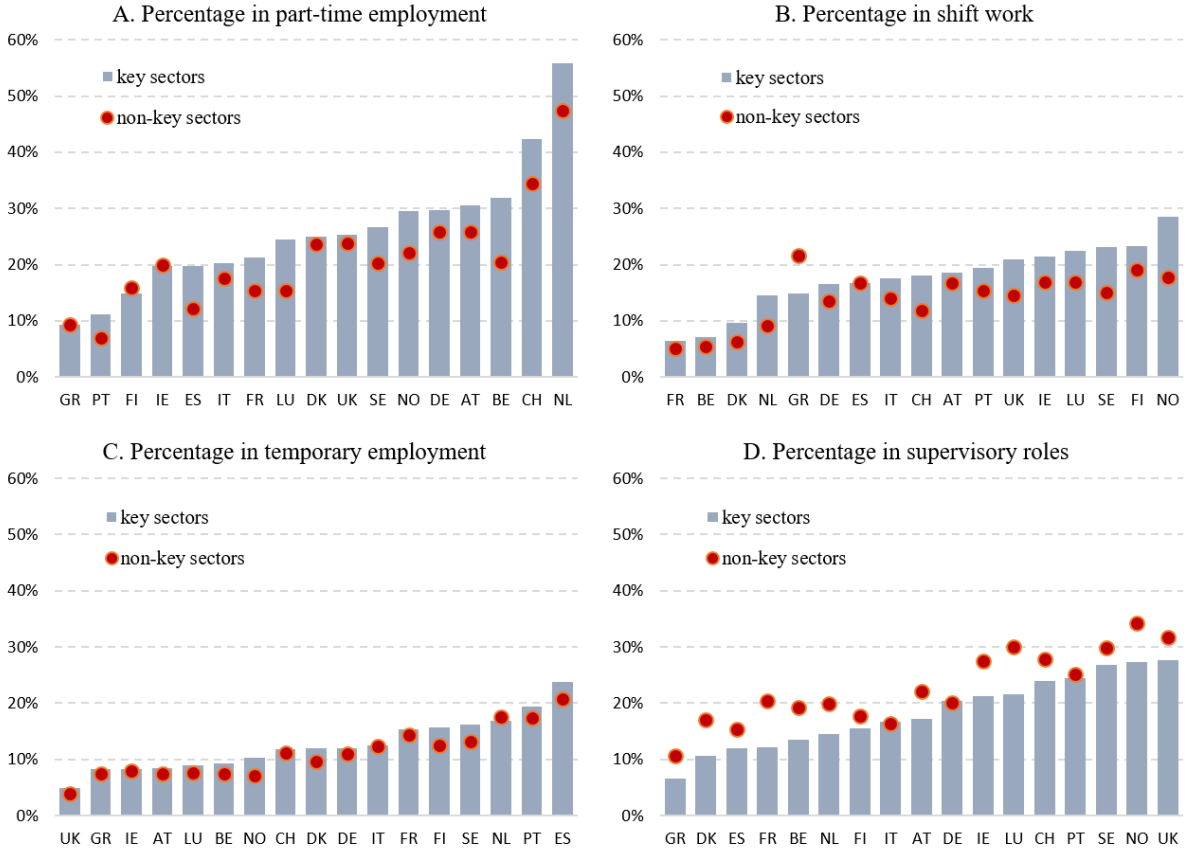 A. Percentage in part-time employment
60%
50%
40%
30%
20%
10%
0%
key sectors
non-key sectors
GR PT FI IE ES IT FR LU DK UK SE NO DE AT BE CH NL
B. Percentage in shift work
60%
50%
40%
30%
20%
10%
0%
key sectors
non-key sectors
FR BE DK NL GR DE ES IT CH AT PT UK IE LU SE FI NO
C. Percentage in temporary employment
60%
50%
40%
30%
20%
10%
0%
key sectors
non-key sectors
UK GR IE AT LU BE NO CH DK DE IT FR FI SE NL PT ES
D. Percentage in supervisory roles
60%
50%
40%
30%
20%
10%
0%
key sectors
non-key sectors
GR DK ES FR BE NL FI IT AT DE IE LU CH PT SE NO UK